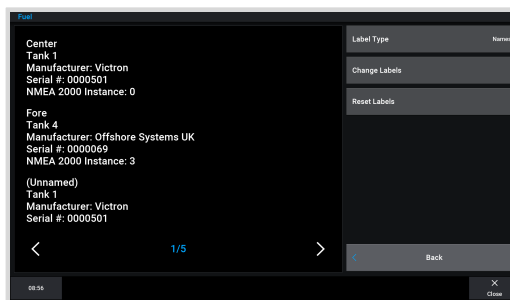 Fuel
Center
Tank 1
Manufacturer: Victron
Serial #: 0000501
NMEA 2000 Instance: 0
Fore
Tank 4
Manufacturer: Offshore Systems UK
Serial #: 0000069
NMEA 2000 Instance: 3
(Unnamed)
Tank 1
Manufacturer: Victron
Serial #: 0000501
1/5
Label Type Names
Change Labels
Reset Labels
Back
08:56
Close